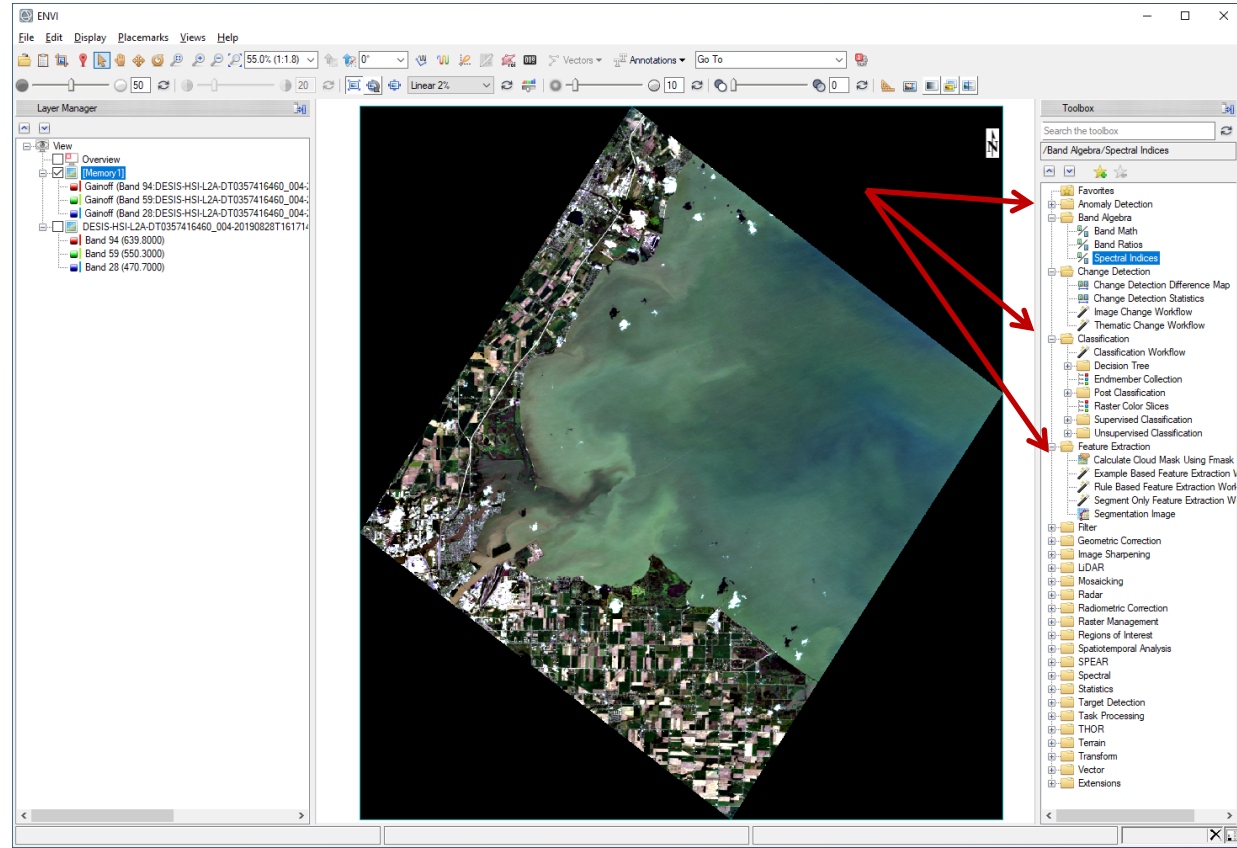 ENVI
File Edit Display Placemarks Views Help
55.0% (1:1.8) 0° Vectors Annotations Go To
50 20 Linear 2% 10 0
Layer Manager
View
Overview
[Memory1]
Gainoff (Band 94:DESIS-HSI-L2A-DT0357416460_004-2
Gainoff (Band 59:DESIS-HSI-L2A-DT0357416460_004-2
Gainoff (Band 28:DESIS-HSI-L2A-DT0357416460_004-2
DESIS-HSI-L2A-DT0357416460_004-20190828T161714
Band 94 (639.8000)
Band 59 (550.3000)
Band 28 (470.7000)
N
Toolbox
Search the toolbox
/Band Algebra/Spectral Indices
Favorites
Anomaly Detection
Band Algebra
Band Math
Band Ratios
Spectral Indices
Change Detection
Change Detection Difference Map
Change Detection Statistics
Image Change Workflow
Thematic Change Workflow
Classification
Classification Workflow
Decision Tree
Endmember Collection
Post Classification
Raster Color Slices
Supervised Classification
Unsupervised Classification
Feature Extraction
Calculate Cloud Mask Using Fmask
Example Based Feature Extraction W
Rule Based Feature Extraction Work
Segment Only Feature Extraction W
Segmentation Image
Filter
Geometric Correction
Image Sharpening
LiDAR
Mosaicking
Radar
Radiometric Correction
Raster Management
Regions of Interest
Spatiotemporal Analysis
SPEAR
Spectral
Statistics
Target Detection
Task Processing
THOR
Terrain
Transform
Vector
Extensions